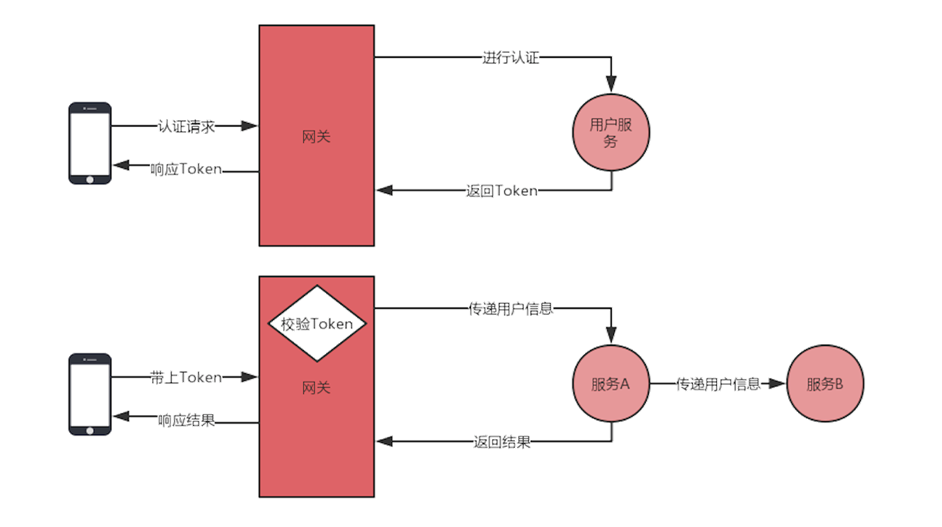 进行认证
认证请求
网关
用户服
务
响应Token
返回Token
传递用户信息
校验Token
带上Token
网关
服务A
传递用户信息
服务B
响应结果
返回结果